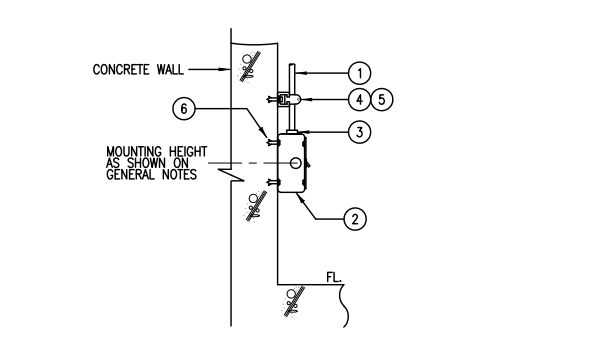 1
CONCRETE WALL
4 5
6
3
MOUNTING HEIGHT
AS SHOWN ON
GENERAL NOTES
2
FL.